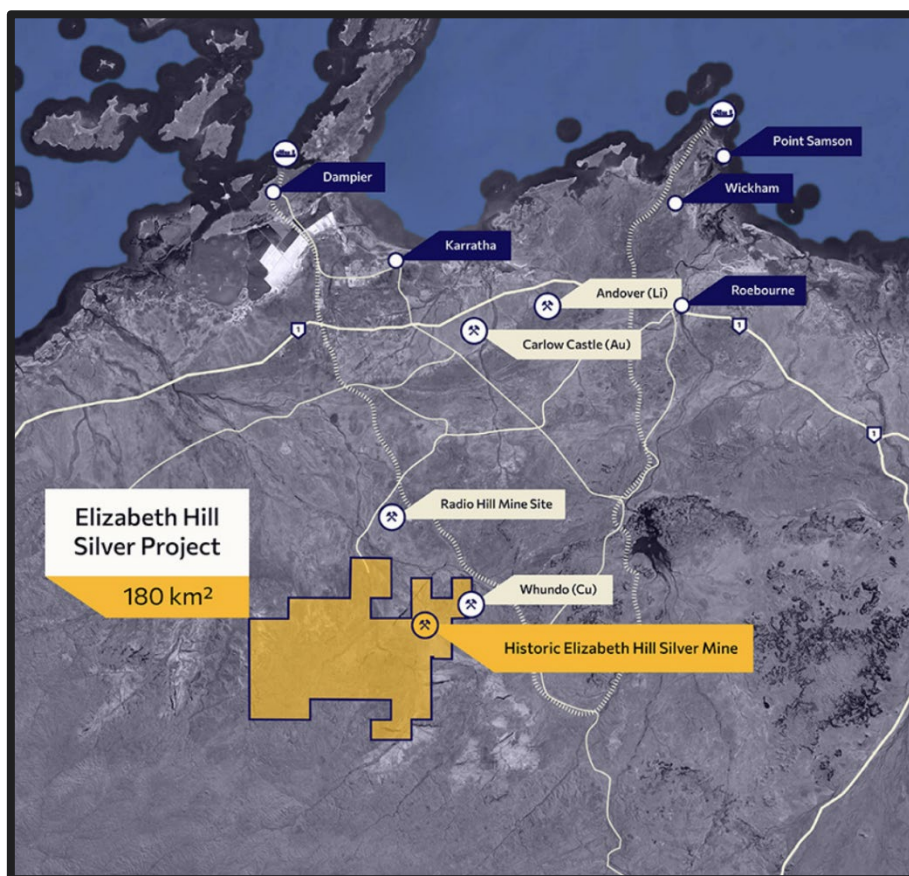 Point Samson
Dampier
Wickham
Karratha
Andover (Li)
Roebourne
1
1
Carlow Castle (Au)
1
Elizabeth Hill
Silver Project
180 km²
Radio Hill Mine Site
Whundo (Cu)
Historic Elizabeth Hill Silver Mine